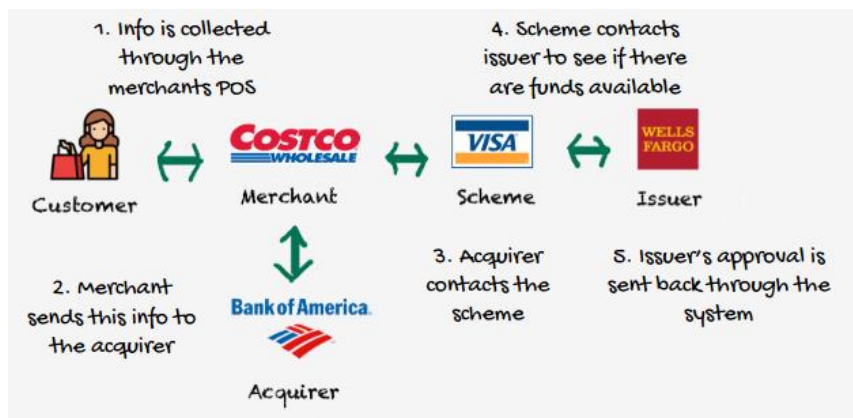 1. Info is collected
through the
merchants POS
4. Scheme contacts
issuer to see if there
are funds available
COSTCO
WHOLESALE
VISA
WELLS
FARGO
Customer
Merchant
Scheme
Issuer
2. Merchant
sends this info to
the acquirer
Bank of America
Acquirer
3. Acquirer
contacts the
scheme
5. Issuer's approval is
sent back through the
system